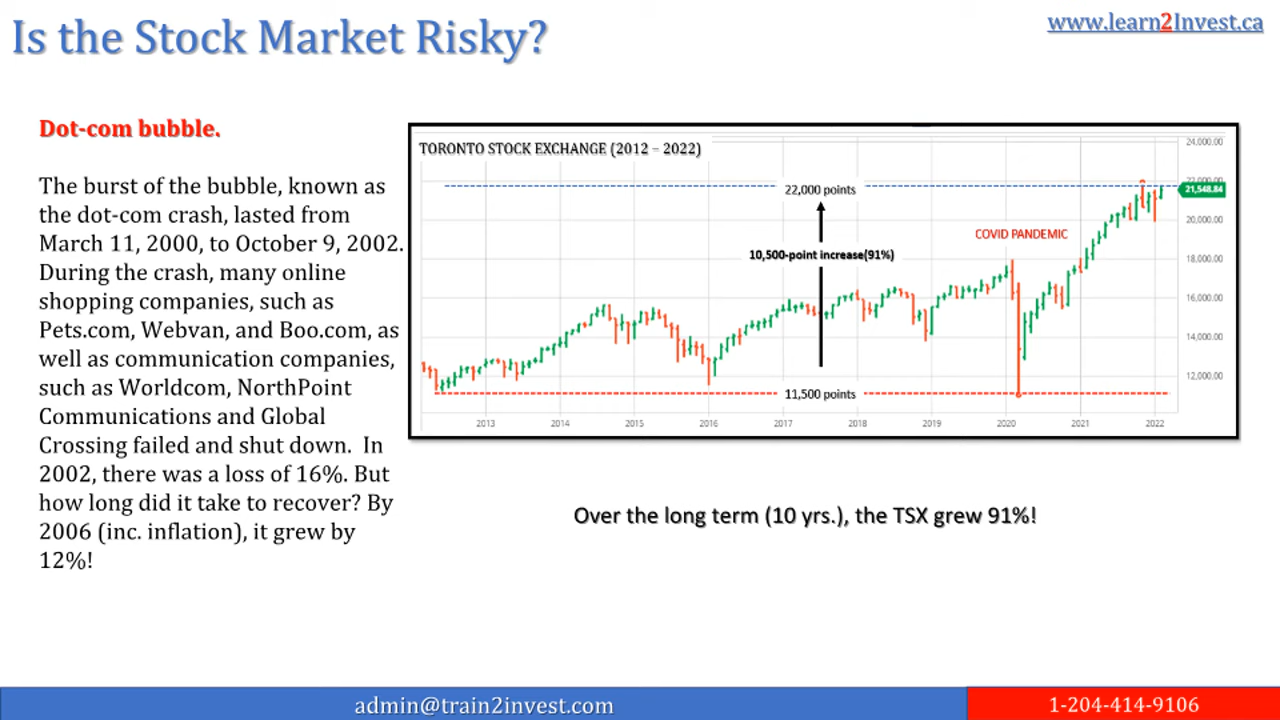 Is the Stock Market Risky?
www.learn2Invest.ca
Dot-com bubble.
The burst of the bubble, known as
the dot-com crash, lasted from
March 11, 2000, to October 9, 2002.
During the crash, many online
shopping companies, such as
Pets.com, Webvan, and Boo.com, as
well as communication companies,
such as Worldcom, NorthPoint
Communications and Global
Crossing failed and shut down.  In
2002, there was a loss of 16%. But
how long did it take to recover? By
2006 (inc. inflation), it grew by
12%!
TORONTO STOCK EXCHANGE (2012 – 2022)
24,000.00
22,000.00
21,548.84
20,000.00
18,000.00
16,000.00
14,000.00
12,000.00
22,000 points
COVID PANDEMIC
10,500-point increase(91%)
11,500 points
2013 2014 2015 2016 2017 2018 2019 2020 2021 2022
Over the long term (10 yrs.), the TSX grew 91%!
admin@train2invest.com
1-204-414-9106